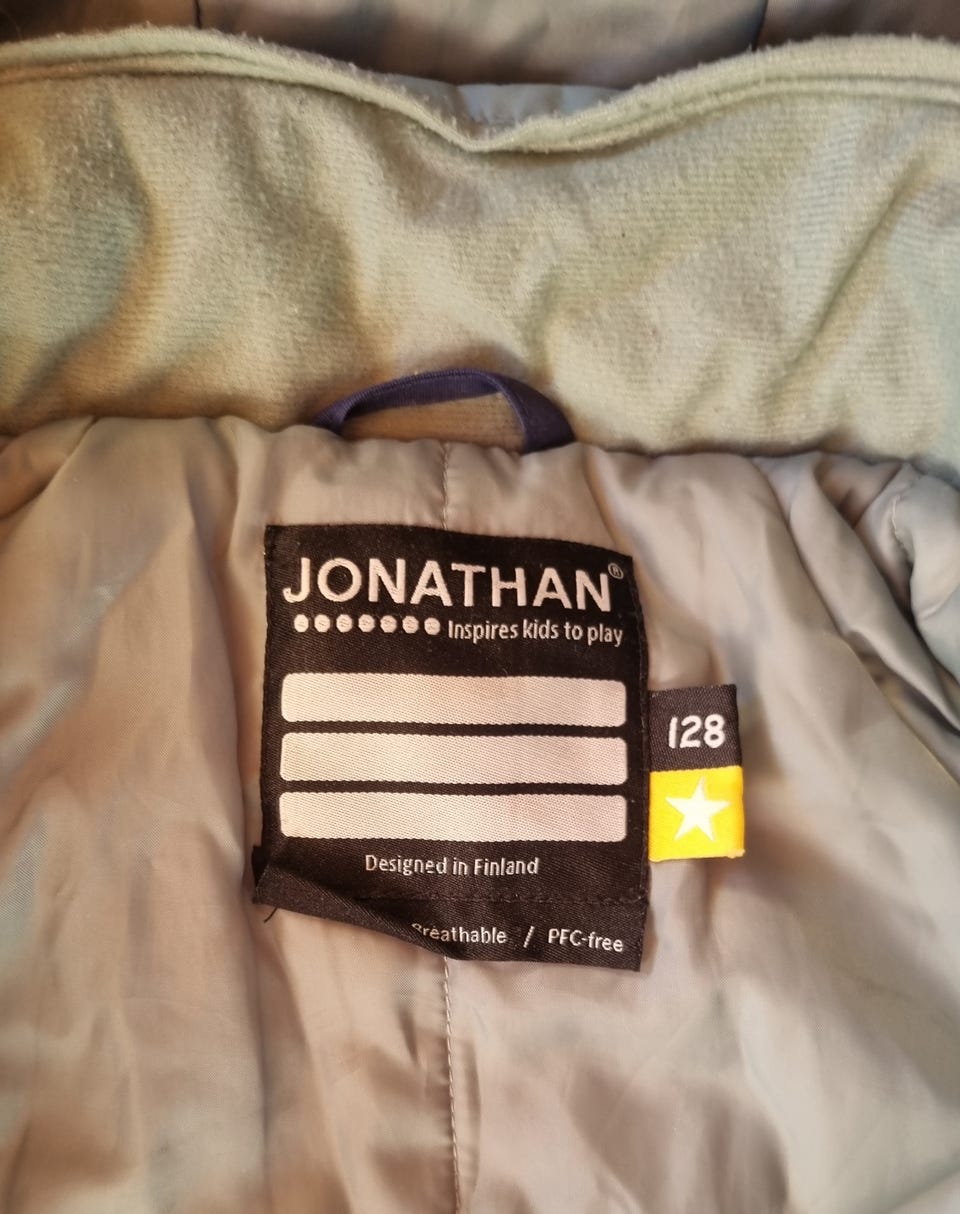 JONATHAN®
Inspires kids to play
128
Designed in Finland
Breathable / PFC-free